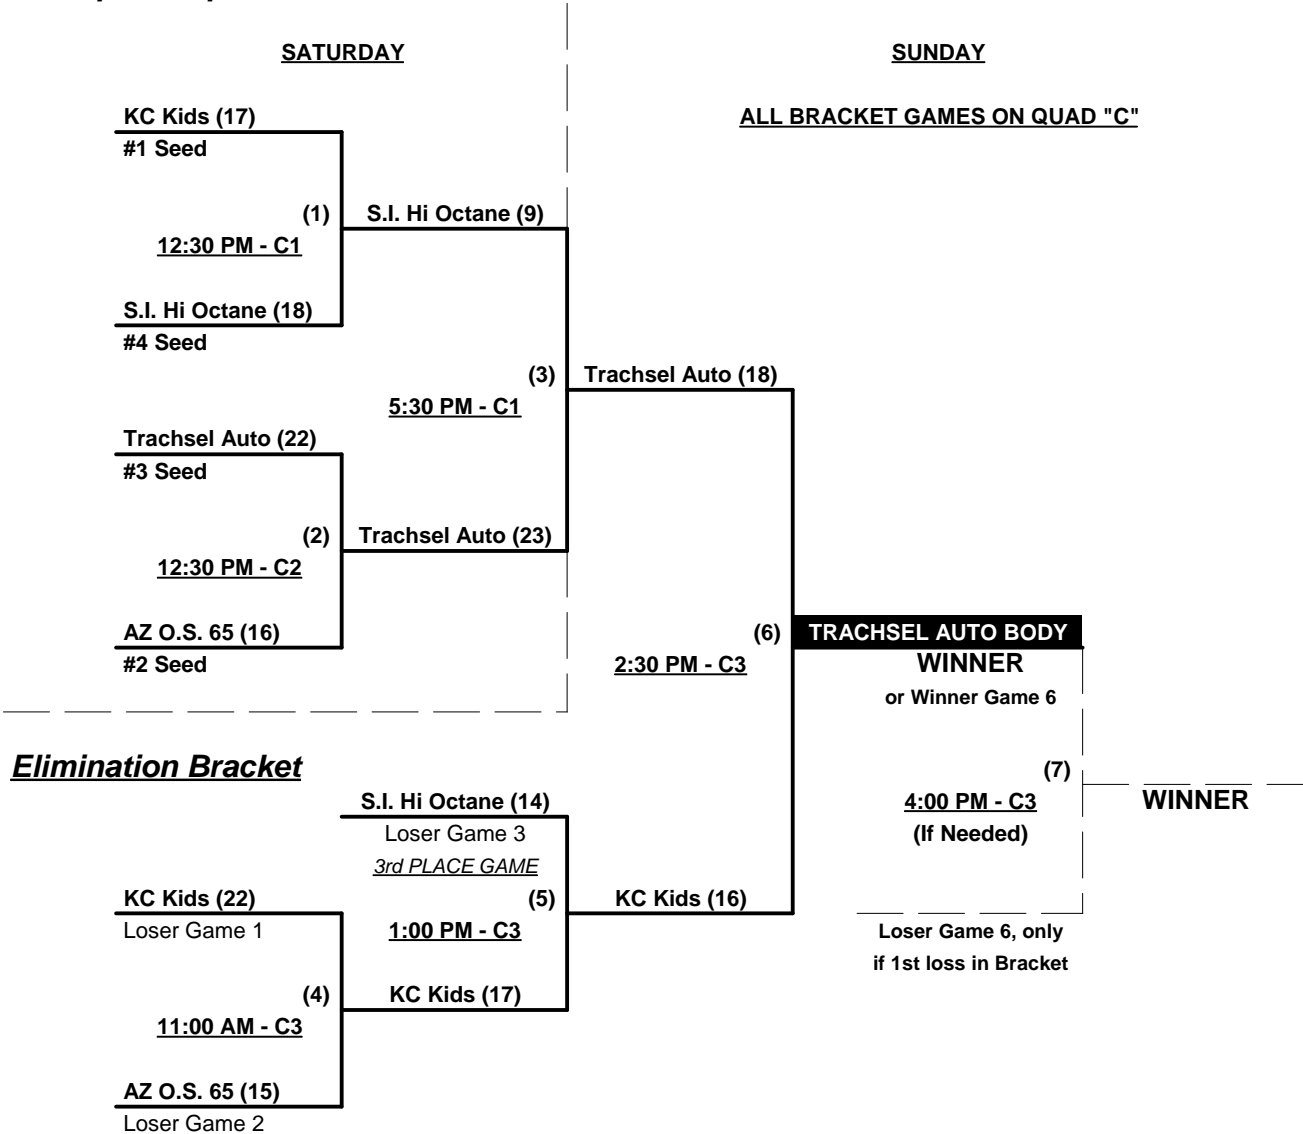 SATURDAY
SUNDAY
KC Kids (17)
ALL BRACKET GAMES ON QUAD "C"
#1 Seed
(1)
S.I. Hi Octane (9)
12:30 PM - C1
S.I. Hi Octane (18)
#4 Seed
(3)
Trachsel Auto (18)
5:30 PM - C1
Trachsel Auto (22)
#3 Seed
(2)
Trachsel Auto (23)
12:30 PM - C2
AZ O.S. 65 (16)
#2 Seed
(6)
TRACHSEL AUTO BODY
2:30 PM - C3
WINNER
or Winner Game 6
Elimination Bracket
(7)
S.I. Hi Octane (14)
4:00 PM - C3
WINNER
Loser Game 3
(If Needed)
3rd PLACE GAME
KC Kids (22)
(5)
KC Kids (16)
Loser Game 1
1:00 PM - C3
Loser Game 6, only
if 1st loss in Bracket
(4)
KC Kids (17)
11:00 AM - C3
AZ O.S. 65 (15)
Loser Game 2